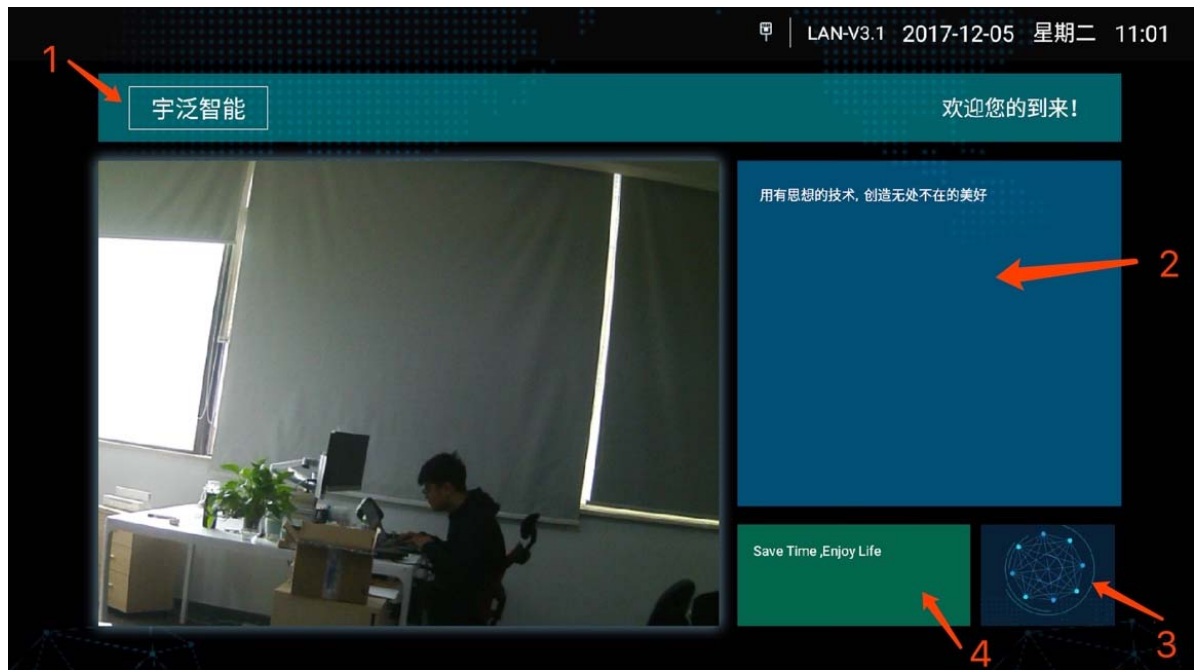 LAN-V3.1 2017-12-05 星期二 11:01
1
宇泛智能 欢迎您的到来!
用有思想的技术, 创造无处不在的美好
2
Save Time ,Enjoy Life
3
4